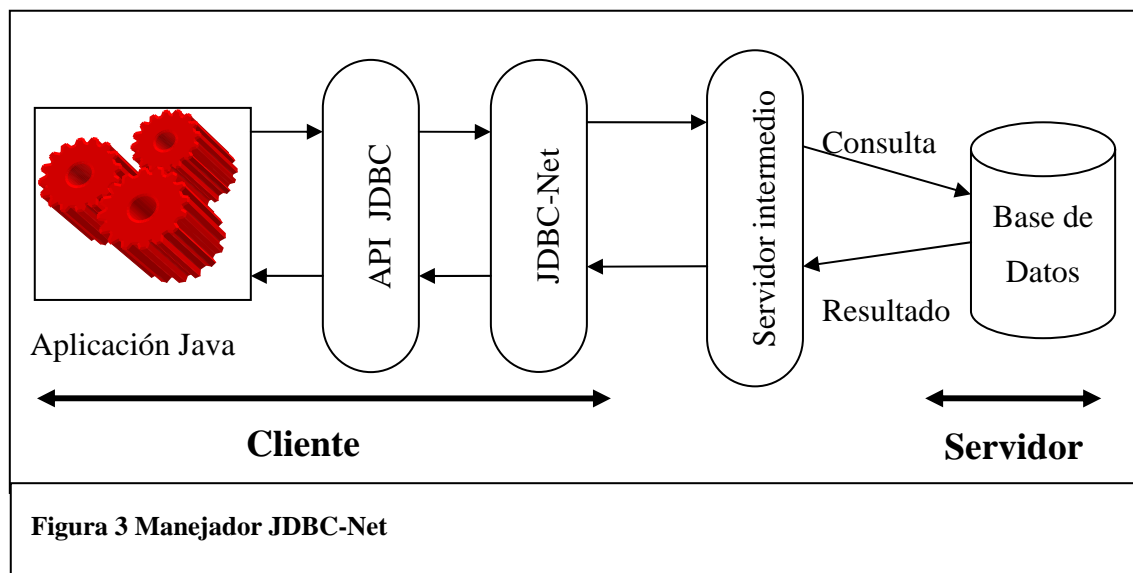 API JDBC
JDBC-Net
Servidor intermedio
Consulta
Base de
Datos
Resultado
Aplicación Java
Cliente
Servidor
Figura 3 Manejador JDBC-Net